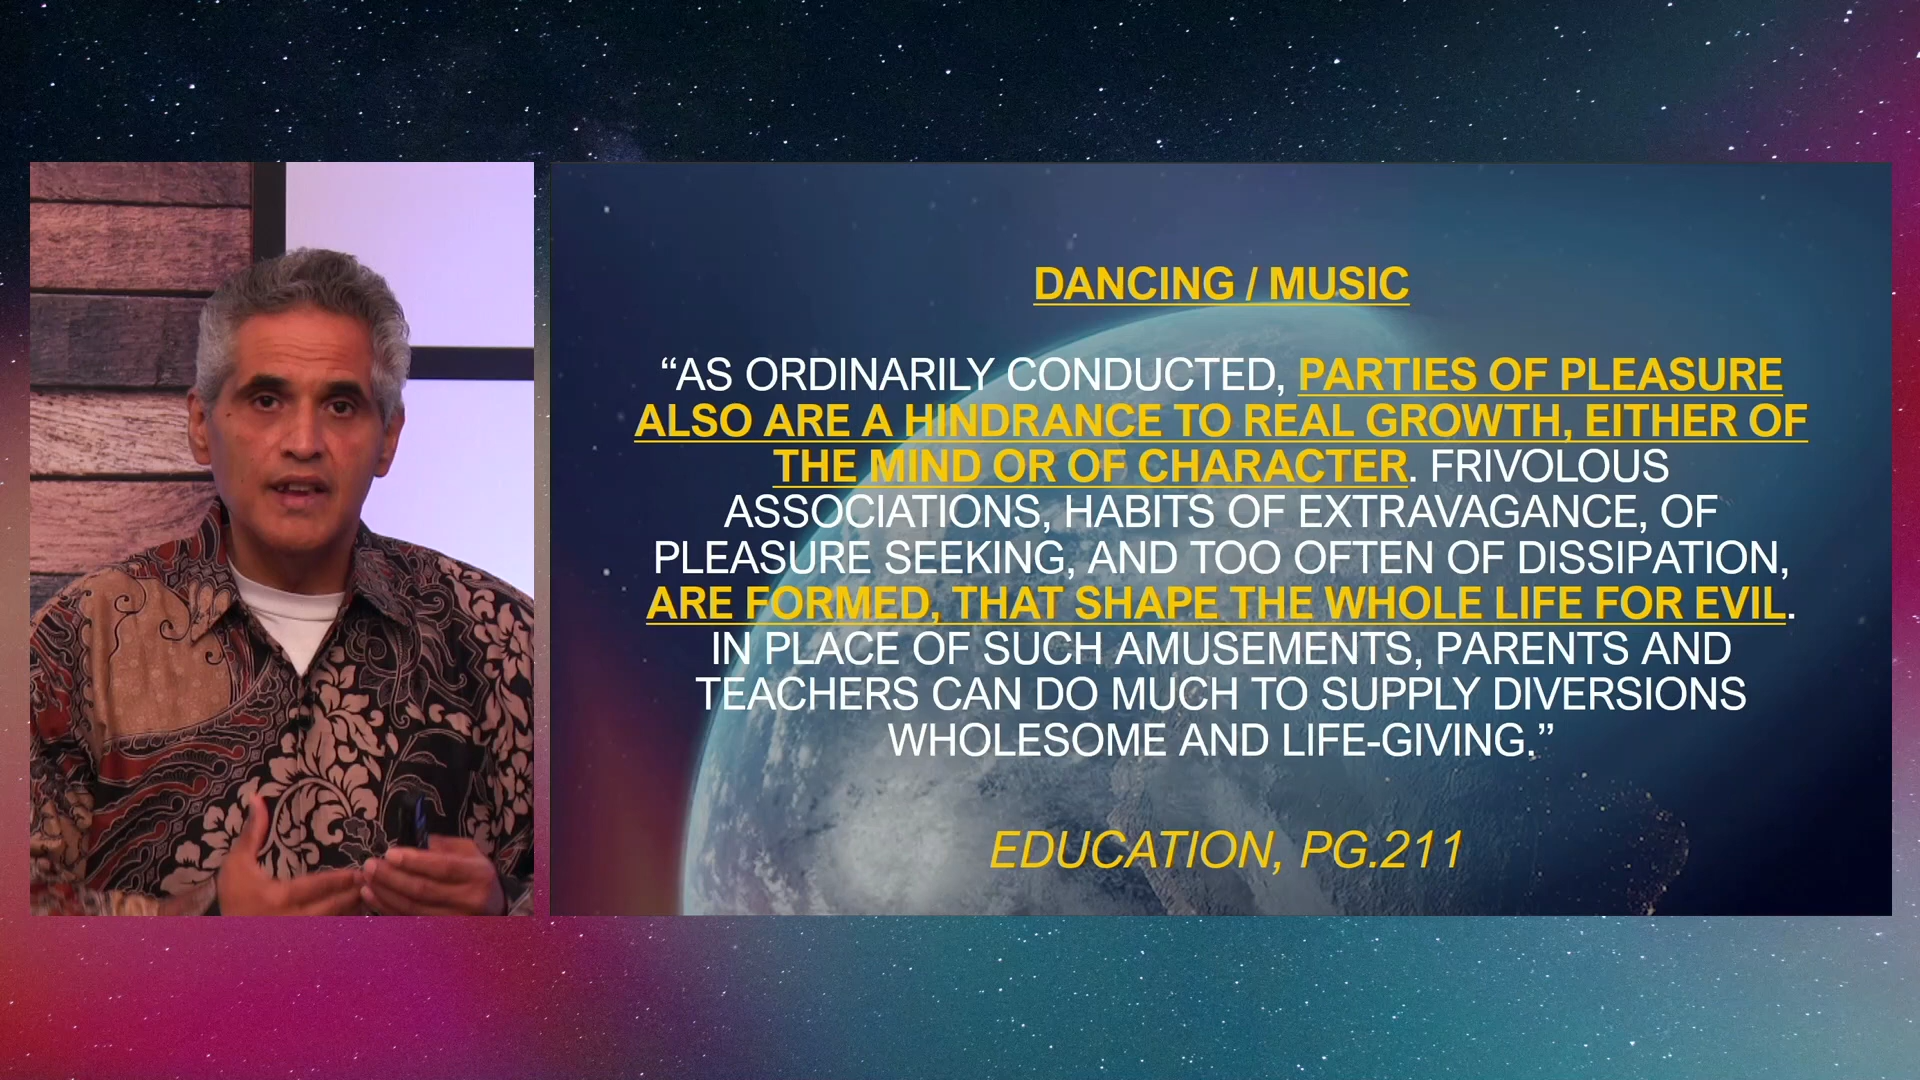 DANCING / MUSIC
“AS ORDINARILY CONDUCTED, PARTIES OF PLEASURE
ALSO ARE A HINDRANCE TO REAL GROWTH, EITHER OF
THE MIND OR OF CHARACTER. FRIVOLOUS
ASSOCIATIONS, HABITS OF EXTRAVAGANCE, OF
PLEASURE SEEKING, AND TOO OFTEN OF DISSIPATION,
ARE FORMED, THAT SHAPE THE WHOLE LIFE FOR EVIL.
IN PLACE OF SUCH AMUSEMENTS, PARENTS AND
TEACHERS CAN DO MUCH TO SUPPLY DIVERSIONS
WHOLESOME AND LIFE-GIVING.”
EDUCATION, PG.211